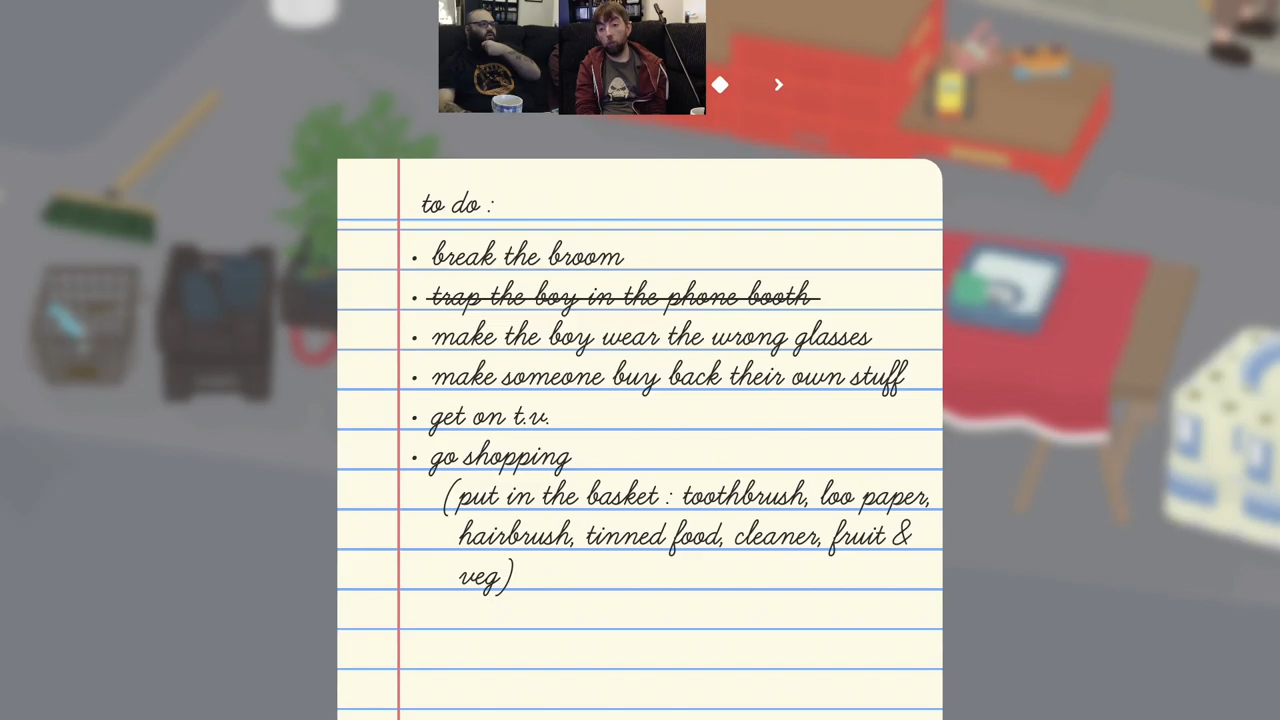 to do :
• break the broom
• trap the boy in the phone booth
• make the boy wear the wrong glasses
• make someone buy back their own stuff
• get on t.v.
• go shopping
(put in the basket : toothbrush, loo paper,
hairbrush, tinned food, cleaner, fruit &
veg)